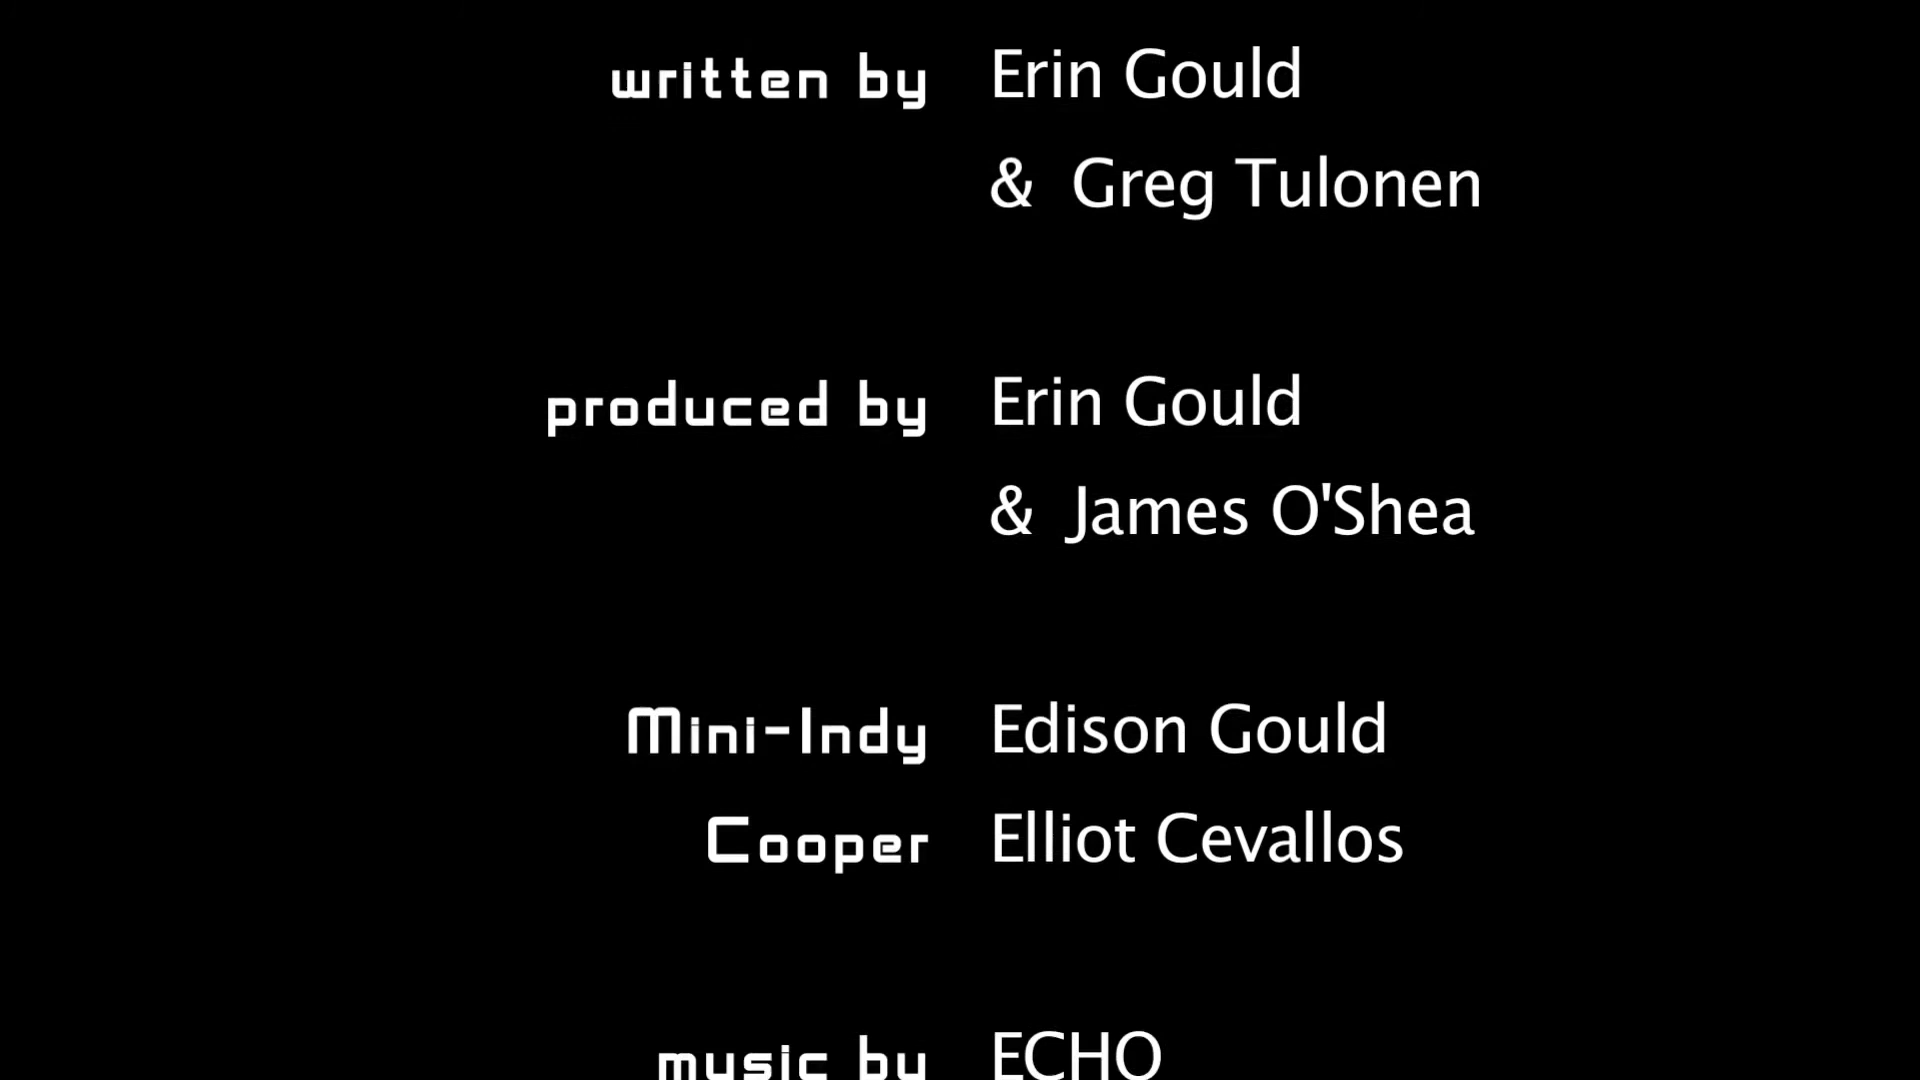 written by Erin Gould
& Greg Tulonen
produced by Erin Gould
& James O'Shea
Mini-Indy Edison Gould
Cooper Elliot Cevallos
music by ECHO